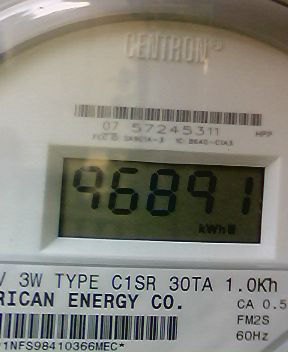 CENTRON®
07 57245311 HPP
96891
kWh
V 3W TYPE C1SR 30TA 1.0Kh
RICAN ENERGY CO. CA 0.5
FM2S
60Hz
1NFS98410366MEC*